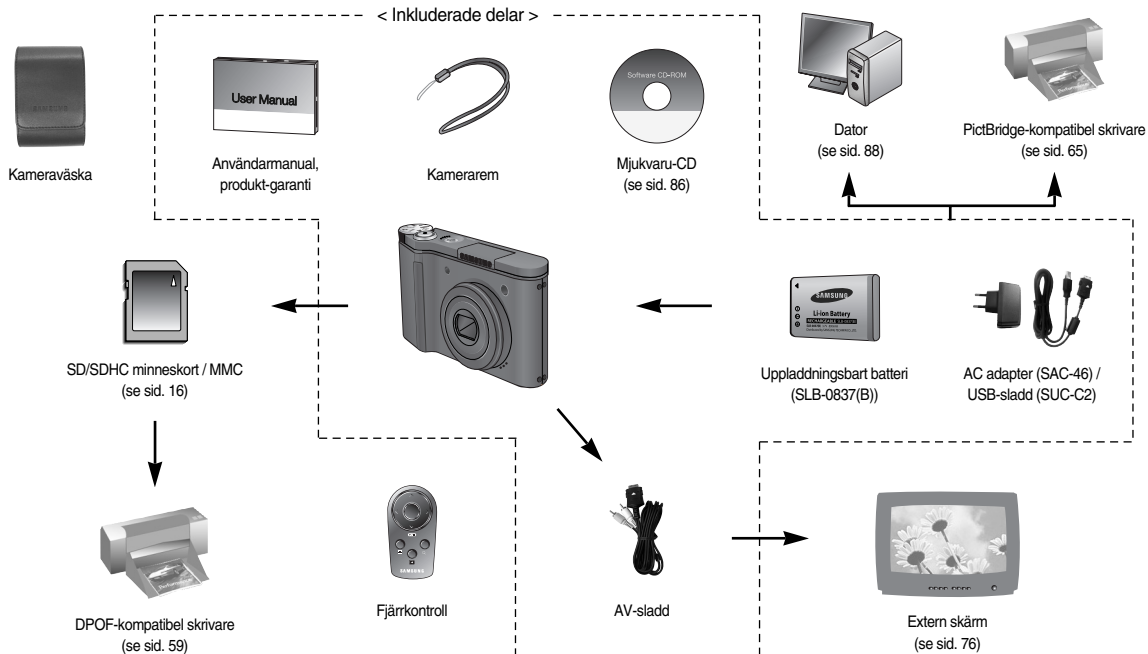 < Inkluderade delar >
SAMSUNG
Kameraväska
User Manual
Användarmanual,
produkt-garanti
Kamerarem
Software CD-ROM
Mjukvaru-CD
(se sid. 86)
Dator
(se sid. 88)
PictBridge-kompatibel skrivare
(se sid. 65)
SD/SDHC minneskort / MMC
(se sid. 16)
SAMSUNG
SAMSUNG
Li-ion Battery
Uppladdningsbart batteri
(SLB-0837(B))
AC adapter (SAC-46) /
USB-sladd (SUC-C2)
DPOF-kompatibel skrivare
(se sid. 59)
SAMSUNG
Fjärrkontroll
AV-sladd
Extern skärm
(se sid. 76)